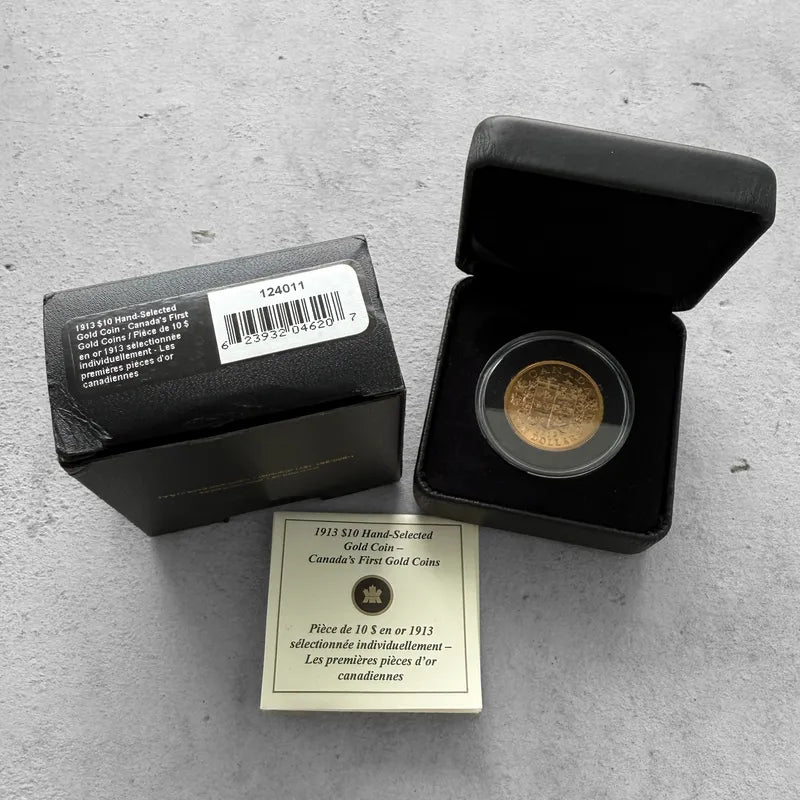 1913 $10 Hand-Selected
Gold Coin - Canada's First
Gold Coins / Pièce de 10 $
en or 1913 sélectionnée
individuellement - Les
premières pièces d'or
canadiennes
124011
6 23932 04620 7
CANADA
DOLLARS
1913 $10 Hand-Selected
Gold Coin –
Canada's First Gold Coins
Pièce de 10 $ en or 1913
sélectionnée individuellement –
Les premières pièces d'or
canadiennes